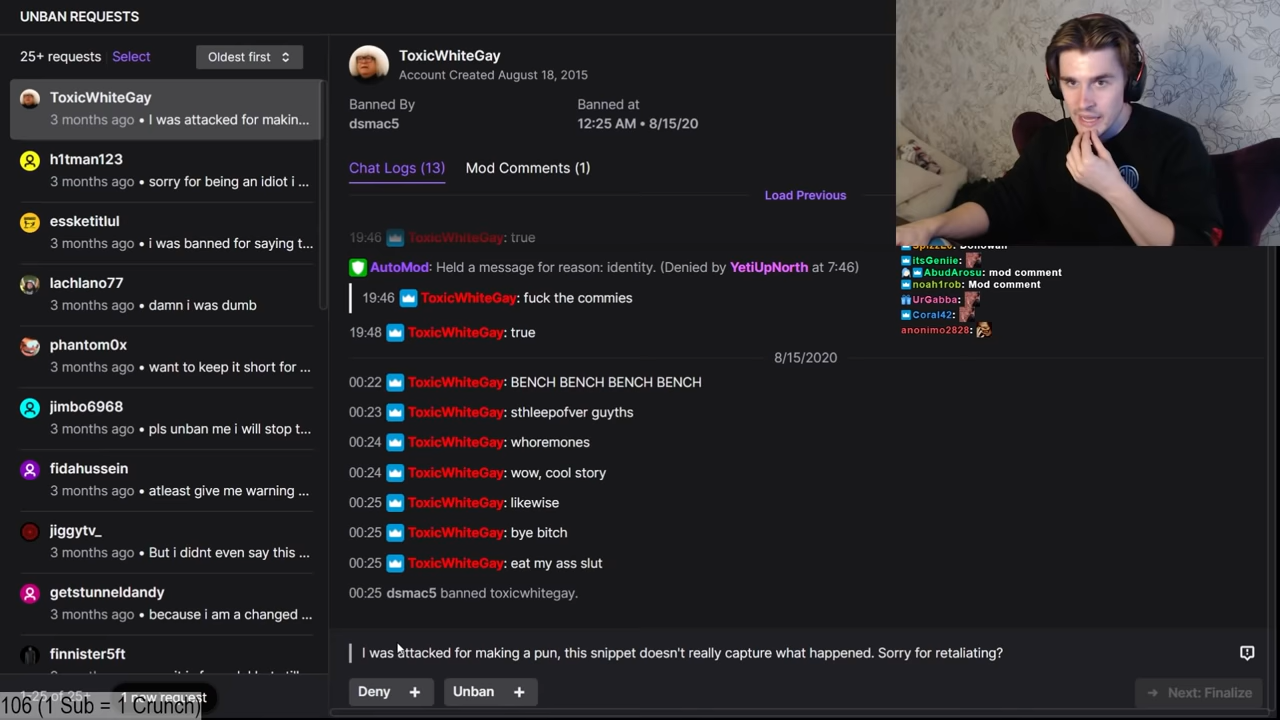 UNBAN REQUESTS
25+ requests Select Oldest first
ToxicWhiteGay
3 months ago • I was attacked for makin...
h1tman123
3 months ago • sorry for being an idiot i ...
essketitlul
3 months ago • i was banned for saying t...
lachlano77
3 months ago • damn i was dumb
phantom0x
3 months ago • want to keep it short for ...
jimbo6968
3 months ago • pls unban me i will stop t...
fidahussein
3 months ago • atleast give me warning ...
jiggytv_
3 months ago • But i didnt even say this ...
getstunneldandy
3 months ago • because i am a changed ...
finnister5ft
1 new request
106 (1 Sub = 1 Crunch)
ToxicWhiteGay
Account Created August 18, 2015
Banned By Banned at
dsmac5 12:25 AM • 8/15/20
Chat Logs (13) Mod Comments (1)
Load Previous
19:46 ToxicWhiteGay: true
AutoMod: Held a message for reason: identity. (Denied by YetiUpNorth at 7:46)
19:46 ToxicWhiteGay: fuck the commies
19:48 ToxicWhiteGay: true
8/15/2020
00:22 ToxicWhiteGay: BENCH BENCH BENCH BENCH
00:23 ToxicWhiteGay: sthleepofver guyths
00:24 ToxicWhiteGay: whoremones
00:24 ToxicWhiteGay: wow, cool story
00:25 ToxicWhiteGay: likewise
00:25 ToxicWhiteGay: bye bitch
00:25 ToxicWhiteGay: eat my ass slut
00:25 dsmac5 banned toxicwhitegay.
I was attacked for making a pun, this snippet doesn't really capture what happened. Sorry for retaliating?
Deny + Unban + Next: Finalize
itsGeniie:
AbudArosu: mod comment
noah1rob: Mod comment
UrGabba:
Coral42:
anonimo2828: